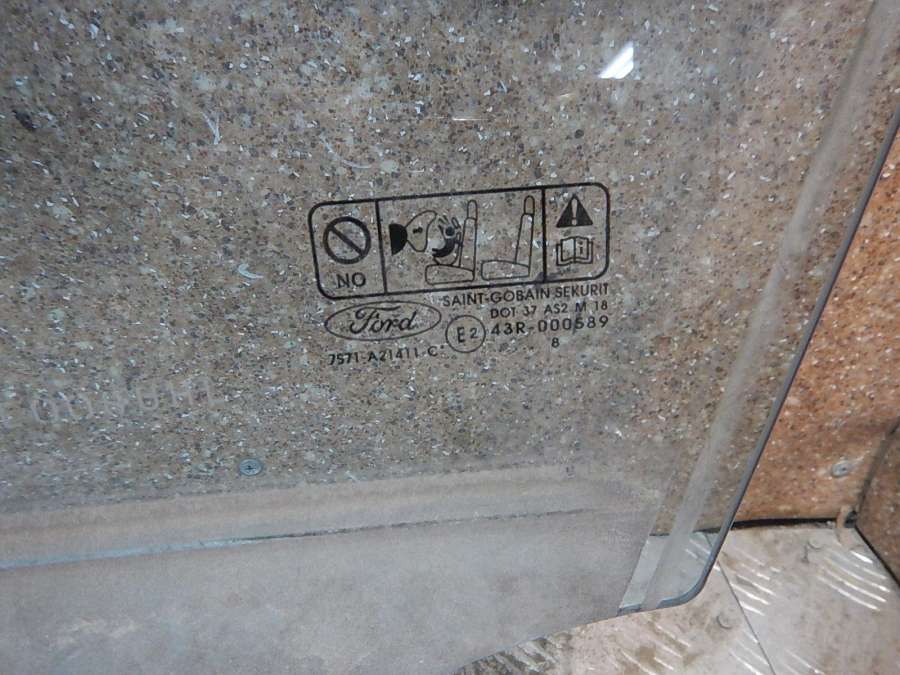 NO
SAINT-GOBAIN SEKURIT
DOT 37 AS2 M 18
Ford
E2
43R-000589
7S71-A21411-C
8